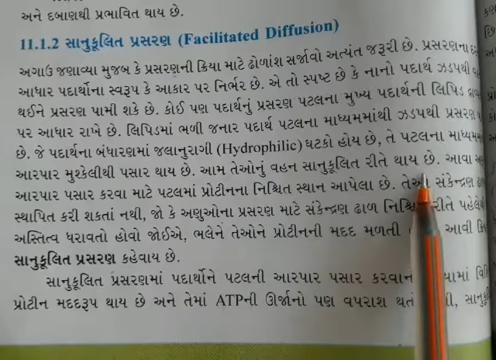 અને દબાણથી પ્રભાવિત થાય છે.
11.1.2 સાનુકૂલિત પ્રસરણ (Facilitated Diffusion)
અગાઉ જણાવ્યા મુજબ કે પ્રસરણની ક્રિયા માટે ઢોળાંશ સર્જાવો અત્યંત જરૂરી છે. પ્રસરણના
આધાર પદાર્થોના સ્વરૂપ કે આકાર પર નિર્ભર છે. એ તો સ્પષ્ટ છે કે નાનો પદાર્થ ઝડપથી
થઈને પ્રસરણ પામી શકે છે. કોઈ પણ પદાર્થનું પ્રસરણ પટલના મુખ્ય પદાર્થની લિપિડ
પર આધાર રાખે છે. લિપિડમાં ભળી જનાર પદાર્થ પટલના માધ્યમમાંથી ઝડપથી પ્રસરણ
છે. જે પદાર્થના બંધારણમાં જલાનુરાગી (Hydrophilic) ઘટકો હોય છે, તે પટલના
આરપાર મુશ્કેલીથી પસાર થાય છે. આમ તેઓનું વહન સાનુકૂલિત રીતે થાય છે. આવા
આરપાર પસાર કરવા માટે પટલમાં પ્રોટીનના નિશ્ચિત સ્થાન આપેલા છે. તેઓ સંકેન્દ્રણ
સ્થાપિત કરી શકતાં નથી, જો કે અણુઓના પ્રસરણ માટે સંકેન્દ્રણ ઢાળ નિશ્ચિત રીતે પહેલેથી
અસ્તિત્વ ધરાવતો હોવો જોઈએ, ભલેને તેઓને પ્રોટીનની મદદ મળતી આવી
સાનુકૂલિત પ્રસરણ કહેવાય છે.
સાનુકૂલિત પ્રસરણમાં પદાર્થોને પટલની આરપાર પસાર કરવાન
પ્રોટીન મદદરૂપ થાય છે અને તેમાં ATPની ઊર્જાનો પણ વપરાશ થતો